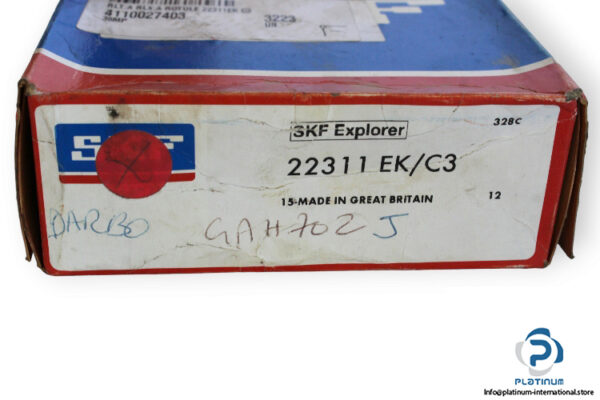 4110027403
3223
SKF Explorer
328C
SKF
22311 EK/C3
15-MADE IN GREAT BRITAIN
12
DARBO
GAH702 J
PLATINUM
Info@platinum-international.store